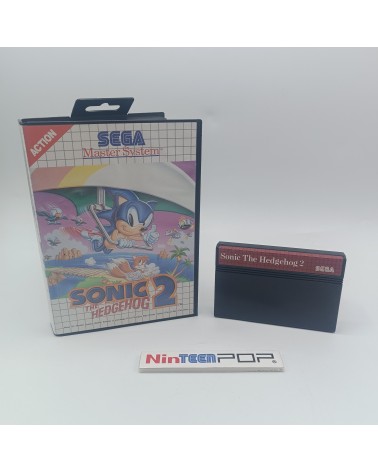 ACTION
SEGA
Master System
SONIC 2
THE
HEDGEHOG
Sonic The Hedgehog 2
SEGA
NinTEENPOP.